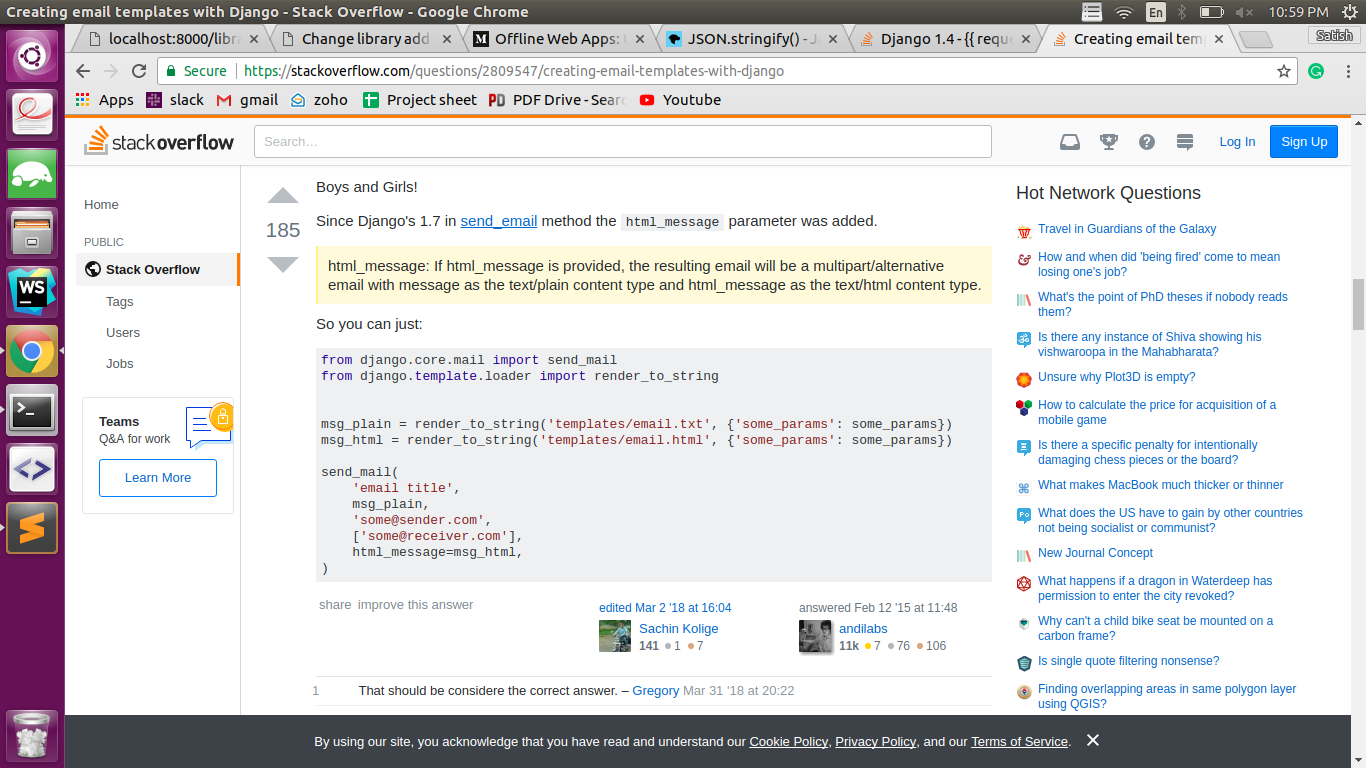 Creating email templates with Django - Stack Overflow - Google Chrome
En
10:59 PM
localhost:8000/libr
Change library add
Offline Web Apps: U
JSON.stringify() - J
Django 1.4 - {{ requ
Creating email tem
Satish
Secure
https://stackoverflow.com/questions/2809547/creating-email-templates-with-django
Apps
slack
gmail
zoho
Project sheet
PDF Drive - Sear
Youtube
stackoverflow
Search…
Log In
Sign Up
Home
PUBLIC
Stack Overflow
Tags
Users
Jobs
Teams
Q&A for work
Learn More
WS
185
Boys and Girls!
Since Django's 1.7 in send_email method the html_message parameter was added.
html_message: If html_message is provided, the resulting email will be a multipart/alternative
email with message as the text/plain content type and html_message as the text/html content type.
So you can just:
from django.core.mail import send_mail
from django.template.loader import render_to_string
msg_plain = render_to_string('templates/email.txt', {'some_params': some_params})
msg_html = render_to_string('templates/email.html', {'some_params': some_params})
send_mail(
    'email title',
    msg_plain,
    'some@sender.com',
    ['some@receiver.com'],
    html_message=msg_html,
)
share improve this answer
edited Mar 2 '18 at 16:04
Sachin Kolige
141 1 7
answered Feb 12 '15 at 11:48
andilabs
11k 7 76 106
1 That should be considere the correct answer. – Gregory Mar 31 '18 at 20:22
Hot Network Questions
Travel in Guardians of the Galaxy
How and when did 'being fired' come to mean
losing one's job?
What's the point of PhD theses if nobody reads
them?
Is there any instance of Shiva showing his
vishwaroopa in the Mahabharata?
Unsure why Plot3D is empty?
How to calculate the price for acquisition of a
mobile game
Is there a specific penalty for intentionally
damaging chess pieces or the board?
What makes MacBook much thicker or thinner
What does the US have to gain by other countries
not being socialist or communist?
New Journal Concept
What happens if a dragon in Waterdeep has
permission to enter the city revoked?
Why can't a child bike seat be mounted on a
carbon frame?
Is single quote filtering nonsense?
Finding overlapping areas in same polygon layer
using QGIS?
By using our site, you acknowledge that you have read and understand our Cookie Policy, Privacy Policy, and our Terms of Service.